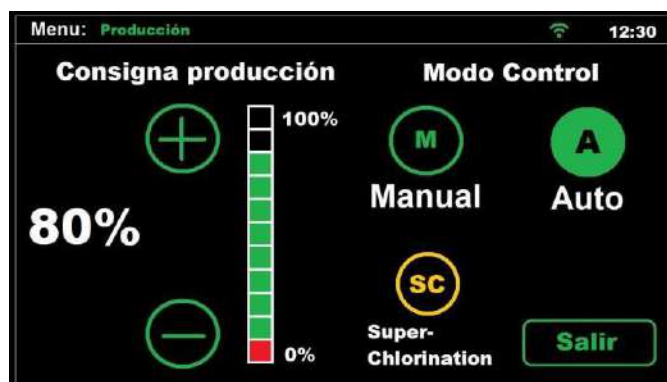 Menu: Producción 12:30
Consigna producción
Modo Control
100%
M
A
Manual
Auto
80%
SC
Super-
Chlorination
0%
Salir